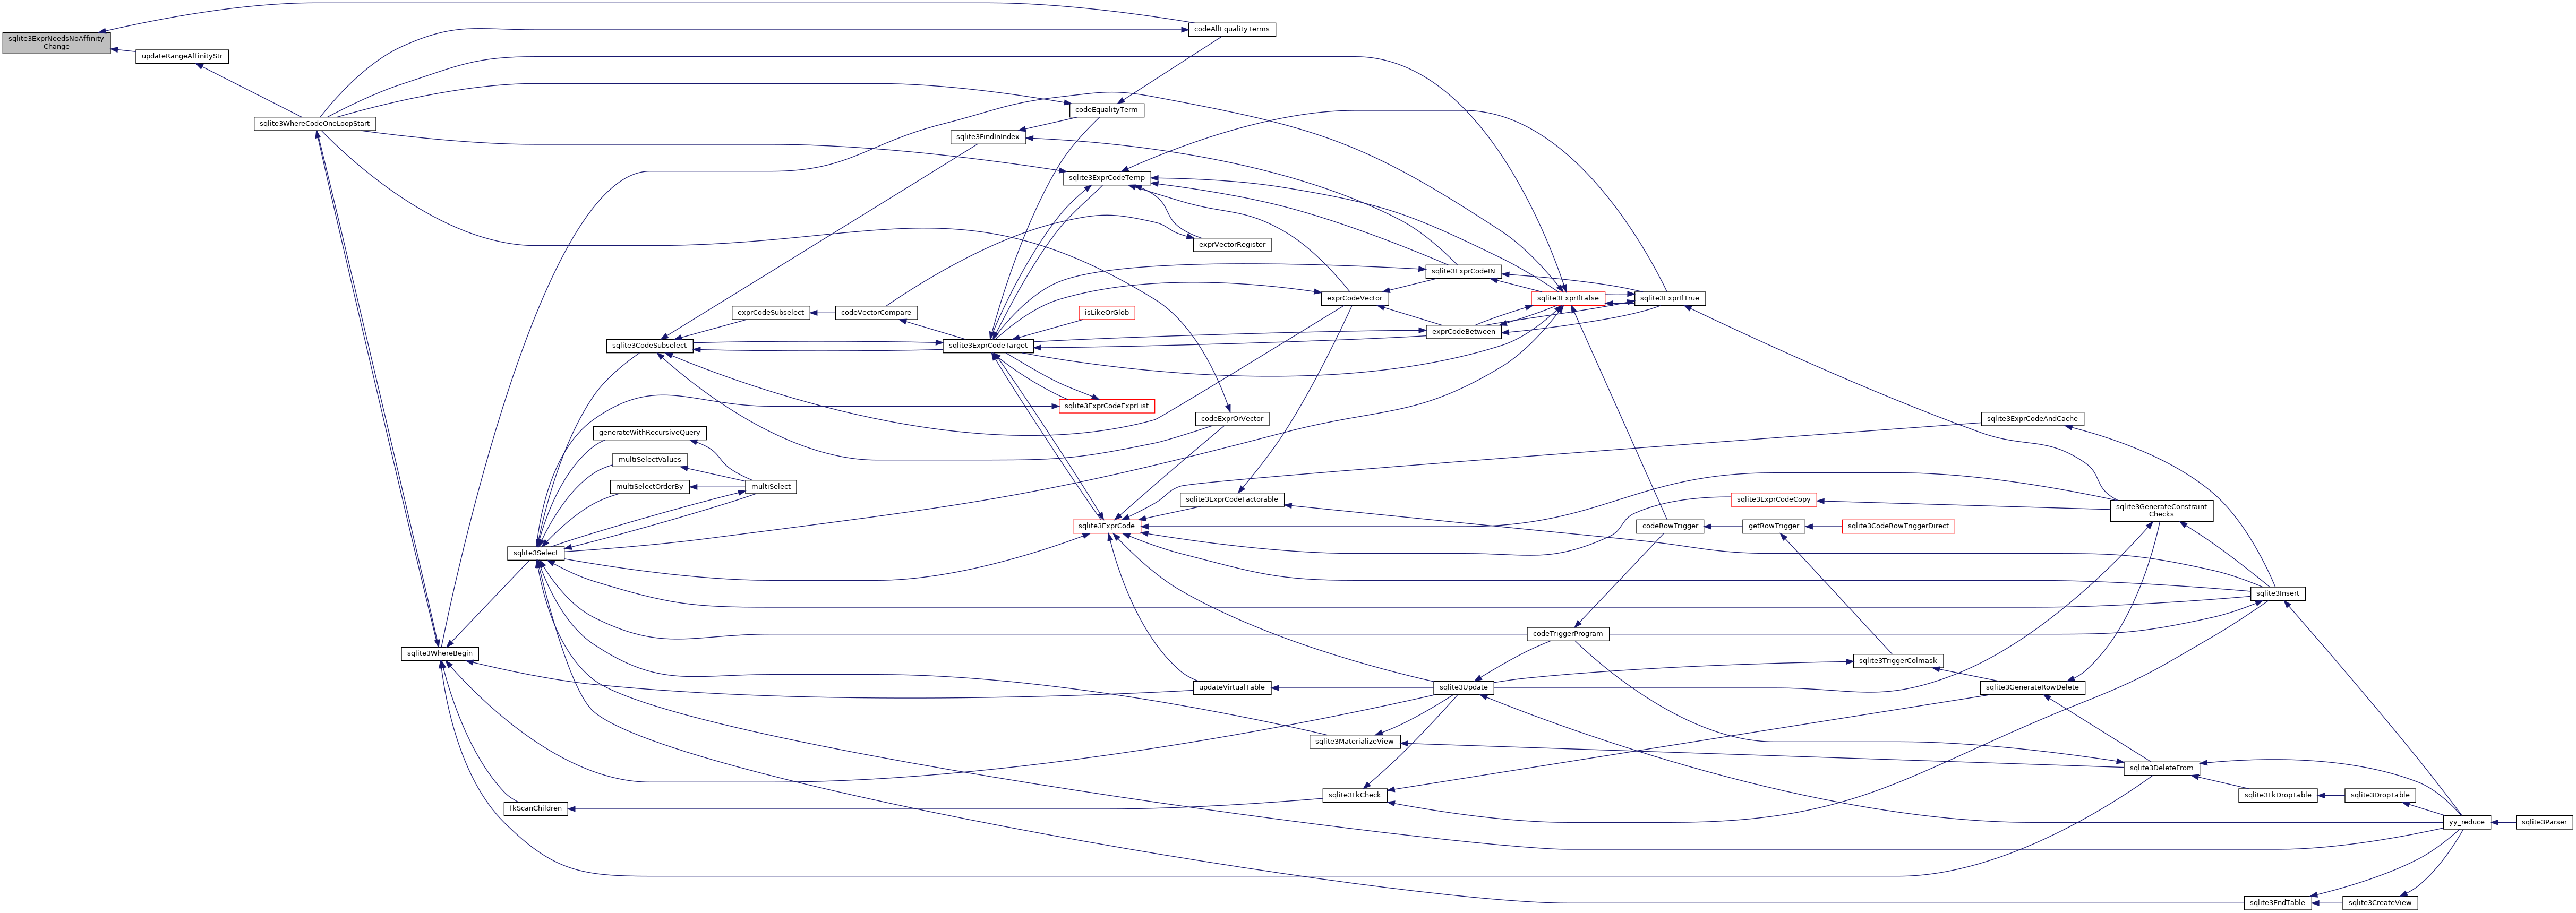 sqlite3ExprNeedsNoAffinity
Change
updateRangeAffinityStr
sqlite3WhereCodeOneLoopStart
codeAllEqualityTerms
codeEqualityTerm
sqlite3FindInIndex
sqlite3ExprCodeTemp
exprVectorRegister
sqlite3ExprCodeIN
exprCodeVector
sqlite3ExprIfFalse
sqlite3ExprIfTrue
exprCodeSubselect
codeVectorCompare
isLikeOrGlob
exprCodeBetween
sqlite3CodeSubselect
sqlite3ExprCodeTarget
sqlite3ExprCodeExprList
codeExprOrVector
sqlite3ExprCodeAndCache
generateWithRecursiveQuery
multiSelectValues
multiSelectOrderBy
multiSelect
sqlite3ExprCodeFactorable
sqlite3ExprCodeCopy
sqlite3GenerateConstraint
Checks
sqlite3ExprCode
codeRowTrigger
getRowTrigger
sqlite3CodeRowTriggerDirect
sqlite3Select
sqlite3Insert
codeTriggerProgram
sqlite3WhereBegin
sqlite3TriggerColmask
updateVirtualTable
sqlite3Update
sqlite3GenerateRowDelete
sqlite3MaterializeView
sqlite3DeleteFrom
fkScanChildren
sqlite3FkCheck
sqlite3FkDropTable
sqlite3DropTable
yy_reduce
sqlite3Parser
sqlite3EndTable
sqlite3CreateView